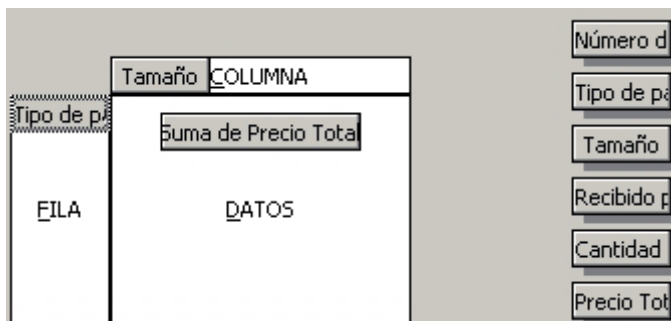 Número d
Tamaño COLUMNA
Tipo de pa
Tipo de p
Suma de Precio Total
Tamaño
Recibido p
FILA
DATOS
Cantidad
Precio Tot